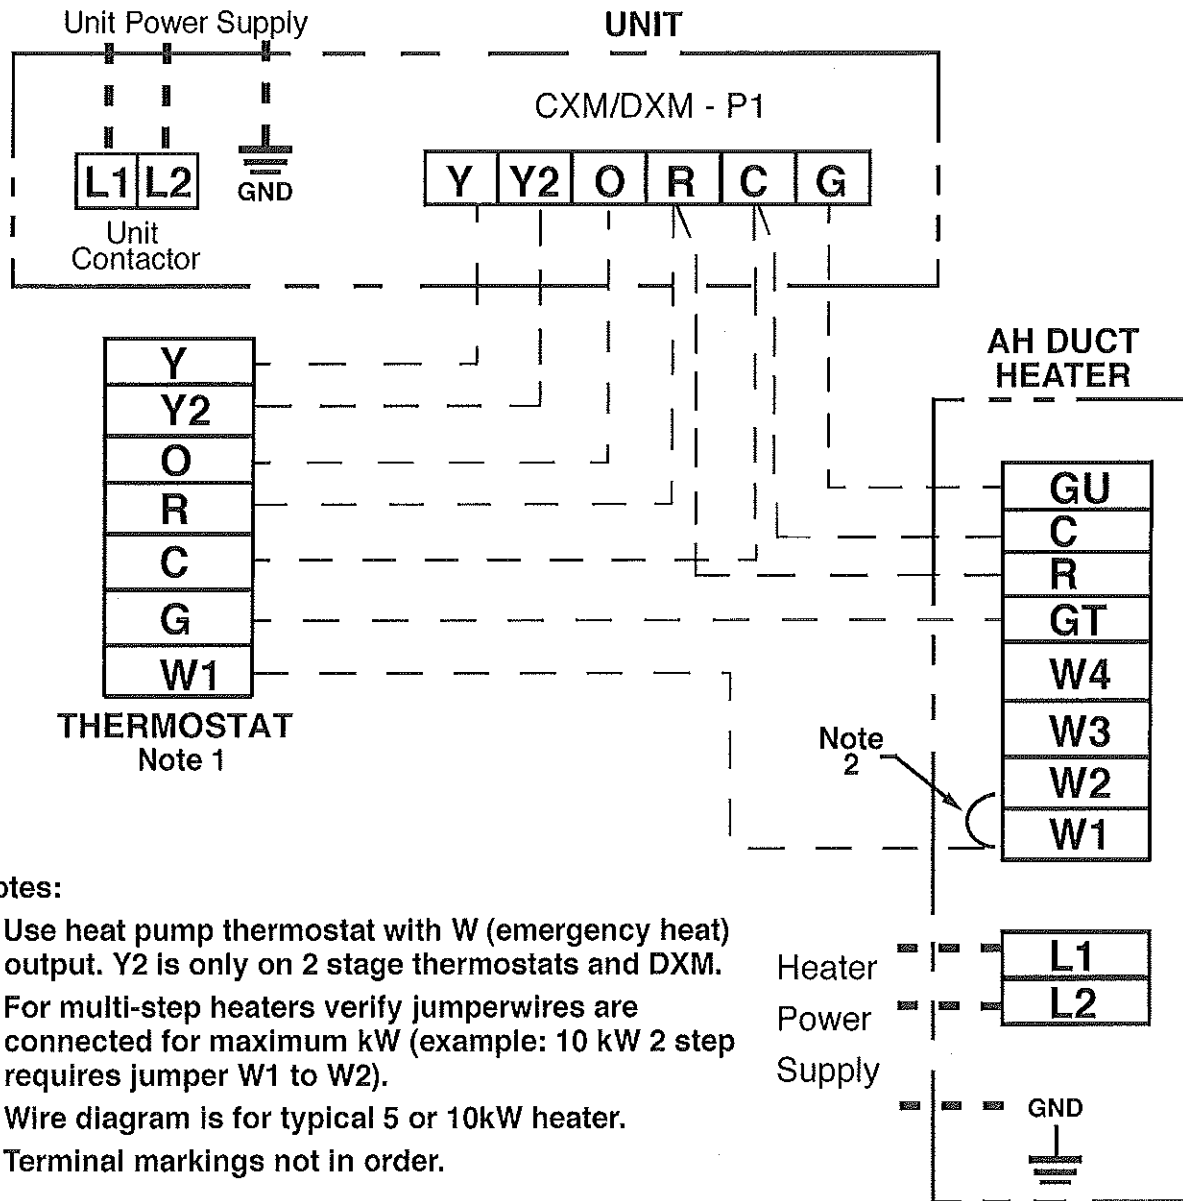 Unit Power Supply
UNIT
CXM/DXM - P1
L1 L2
GND
Unit
Contactor
Y Y2 O R C G
Y
Y2
O
R
C
G
W1
THERMOSTAT
Note 1
AH DUCT
HEATER
GU
C
R
GT
W4
W3
W2
W1
Note
2
L1
L2
Heater
Power
Supply
GND
otes:
Use heat pump thermostat with W (emergency heat)
output. Y2 is only on 2 stage thermostats and DXM.
For multi-step heaters verify jumperwires are
connected for maximum kW (example: 10 kW 2 step
requires jumper W1 to W2).
Wire diagram is for typical 5 or 10kW heater.
Terminal markings not in order.